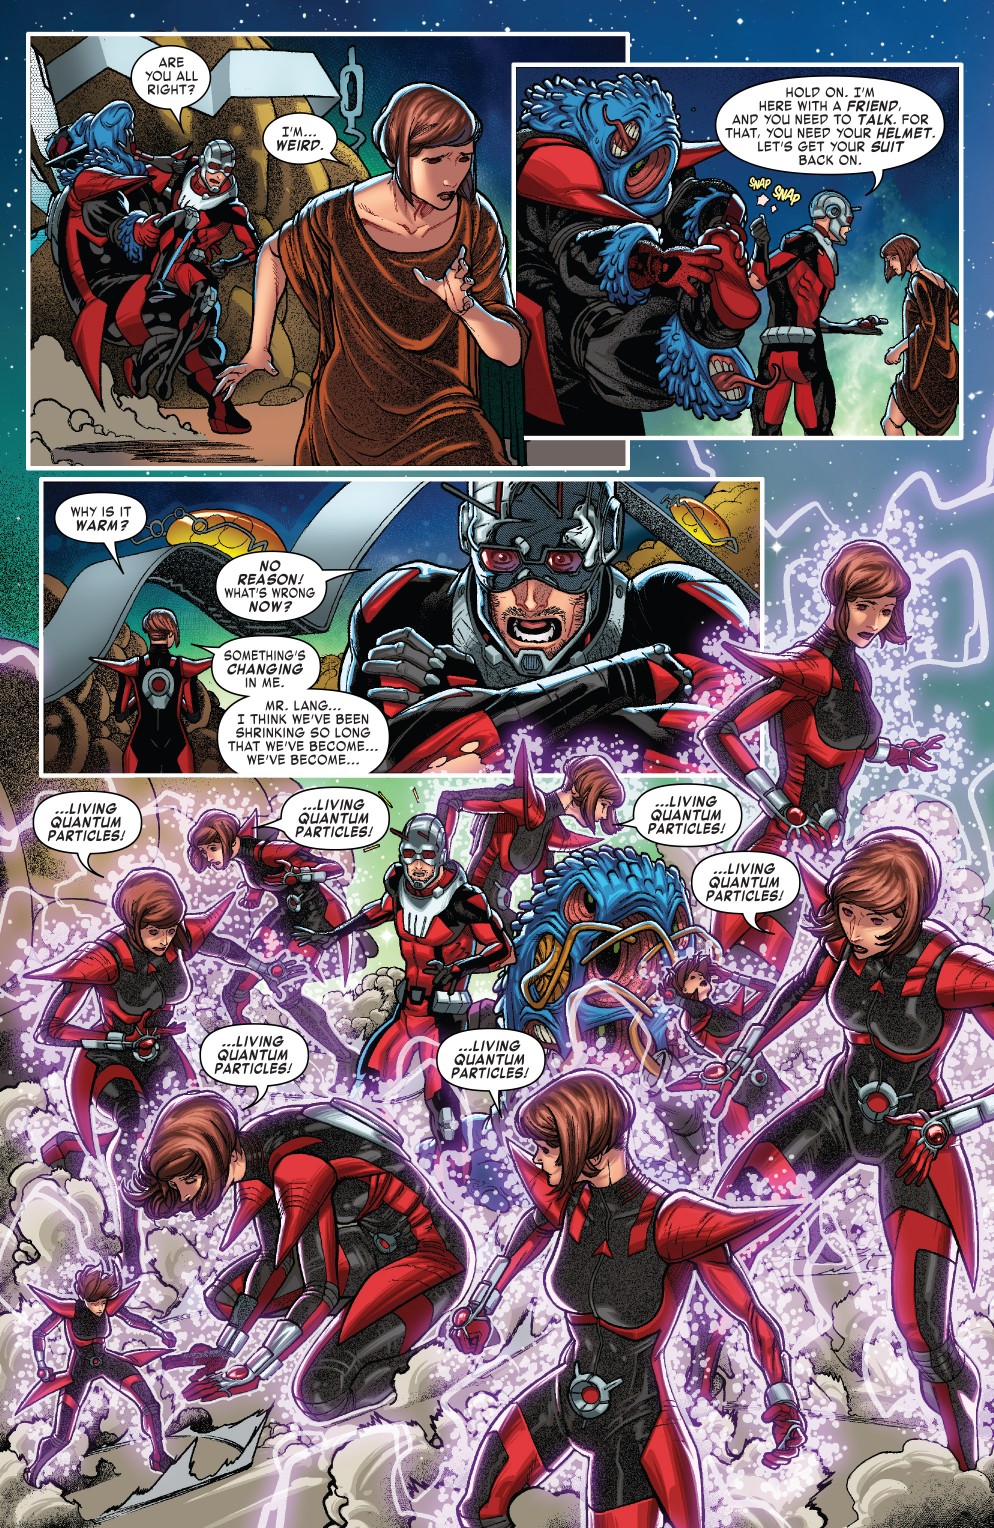 ARE
YOU ALL
RIGHT?
I'M...
WEIRD.
HOLD ON. I'M
HERE WITH A FRIEND,
AND YOU NEED TO TALK. FOR
THAT, YOU NEED YOUR HELMET.
LET'S GET YOUR SUIT
BACK ON.
SNAP
SNAP
WHY IS IT
WARM?
NO
REASON!
WHAT'S WRONG
NOW?
SOMETHING'S
CHANGING
IN ME.
MR. LANG...
I THINK WE'VE BEEN
SHRINKING SO LONG
THAT WE'VE BECOME...
WE'VE BECOME...
...LIVING
QUANTUM
PARTICLES!
...LIVING
QUANTUM
PARTICLES!
...LIVING
QUANTUM
PARTICLES!
...LIVING
QUANTUM
PARTICLES!
...LIVING
QUANTUM
PARTICLES!
...LIVING
QUANTUM
PARTICLES!